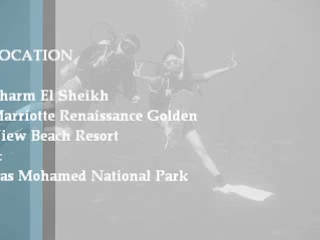 OCATION
harm El Sheikh
Marriotte Renaissance Golden
View Beach Resort
:
as Mohamed National Park